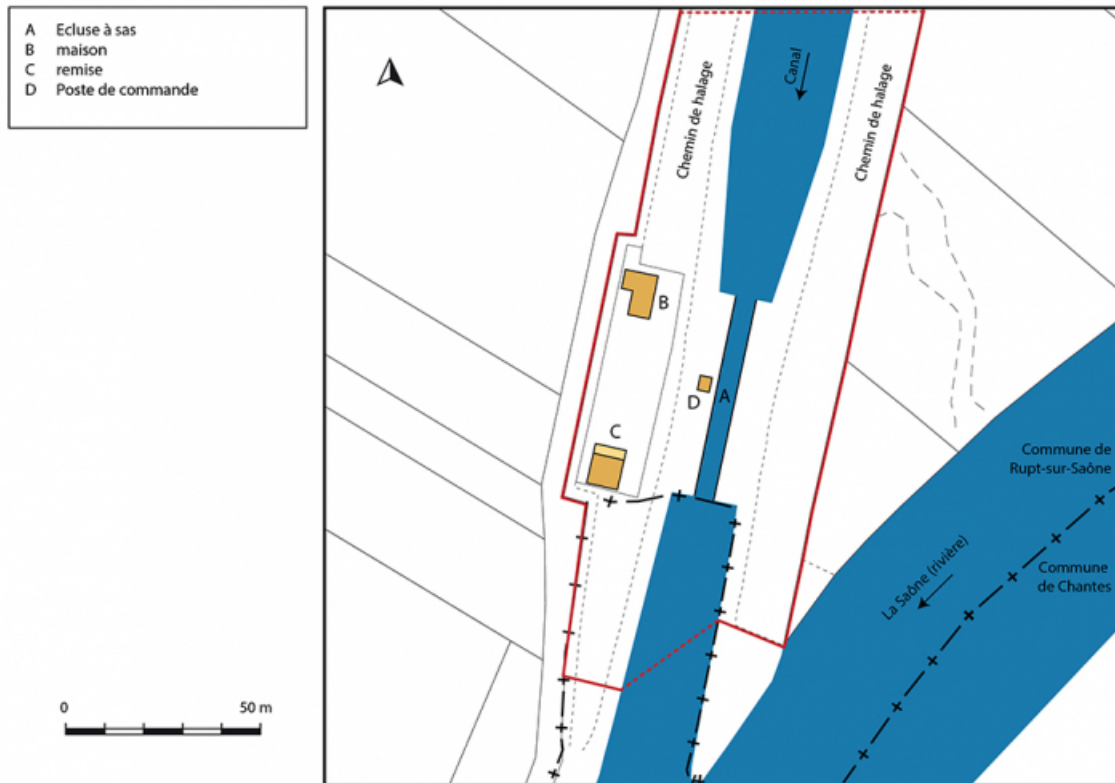 A Ecluse à sas
B maison
C remise
D Poste de commande
Canal
Chemin de halage
Chemin de halage
B
D
A
C
Commune de
Rupt-sur-Saône
La Saône (rivière)
Commune
de Chantes
0 50 m